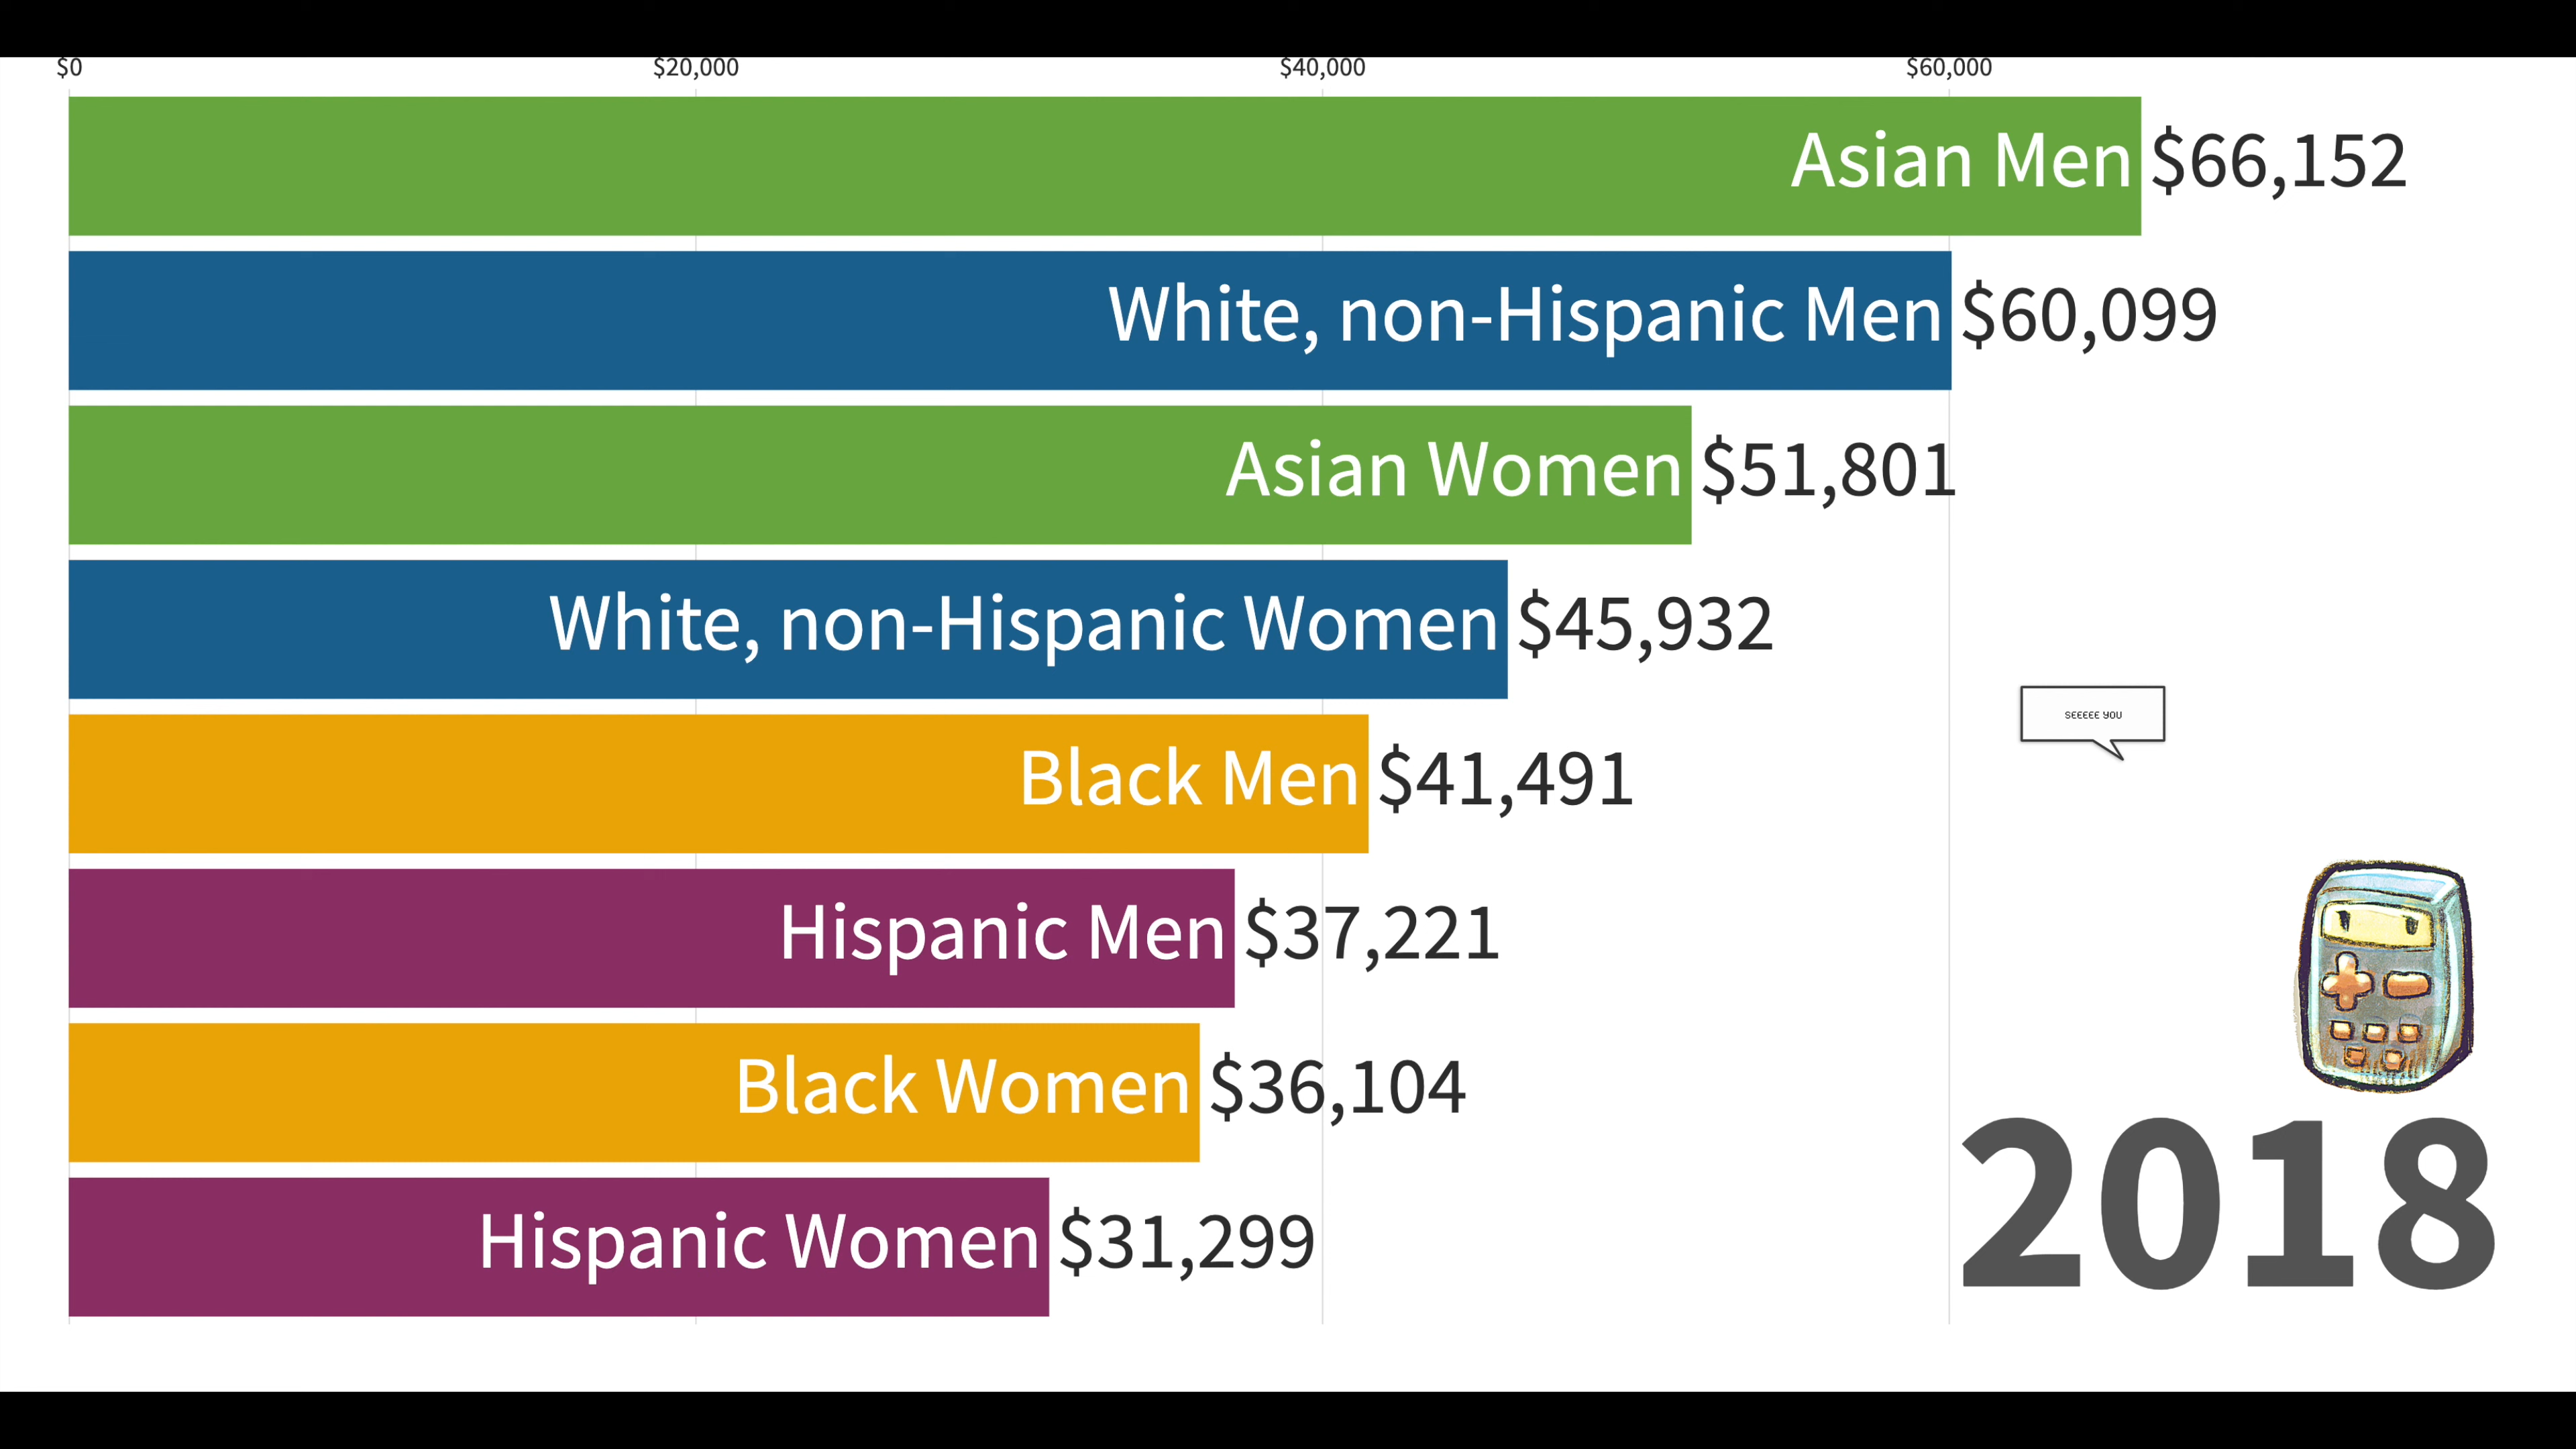 $0 $20,000 $40,000 $60,000
Asian Men $66,152
White, non-Hispanic Men $60,099
Asian Women $51,801
White, non-Hispanic Women $45,932
SEEEEE YOU
Black Men $41,491
Hispanic Men $37,221
Black Women $36,104
Hispanic Women $31,299
2018